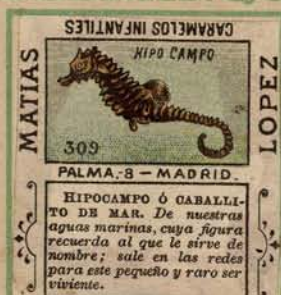 CARAMELOS INFANTILES
MATIAS
HIPO CAMPO
309
LOPEZ
PALMA.-8 — MADRID.
HIPOCAMPO Ó CABALLI-
TO DE MAR. De nuestras
aguas marinas, cuya figura
recuerda al que le sirve de
nombre; sale en las redes
para este pequeño y raro ser
viviente.